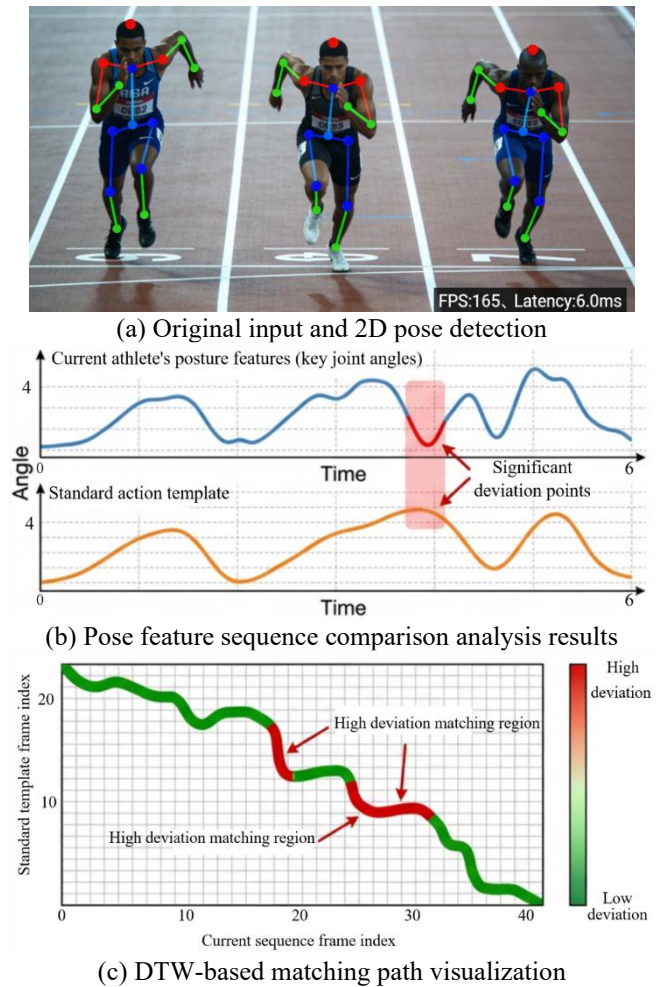 FPS:165、Latency:6.0ms
(a) Original input and 2D pose detection
Current athlete's posture features (key joint angles)
4
0
Time
6
Angle
Significant
deviation points
Standard action template
4
0
Time
6
(b) Pose feature sequence comparison analysis results
High
deviation
20
High deviation matching region
Standard template frame index
10
High deviation matching region
Low
deviation
0
10
20
30
40
Current sequence frame index
(c) DTW-based matching path visualization